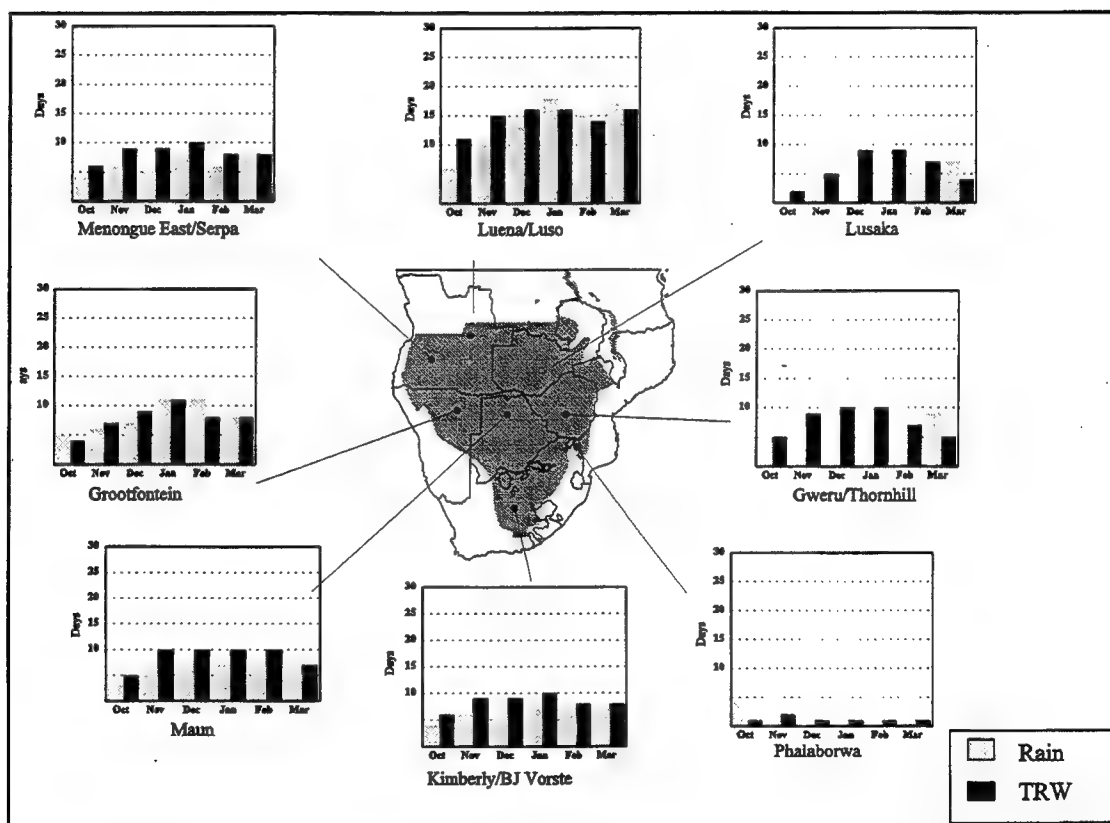 30
25
20
15
10
Days
Oct Nov Dec Jan Feb Mar
Menongue East/Serpa
30
25
20
15
10
Days
Oct Nov Dec Jan Feb Mar
Luena/Luso
30
25
20
15
10
Days
Oct Nov Dec Jan Feb Mar
Lusaka
30
25
20
15
10
ays
Oct Nov Dec Jan Feb Mar
Grootfontein
30
25
20
15
10
Days
Oct Nov Dec Jan Feb Mar
Gweru/Thornhill
30
25
20
15
10
Days
Oct Nov Dec Jan Feb Mar
Maun
30
25
20
15
10
Days
Oct Nov Dec Jan Feb Mar
Kimberly/BJ Vorste
30
25
20
15
10
Days
Oct Nov Dec Jan Feb Mar
Phalaborwa
Rain
TRW